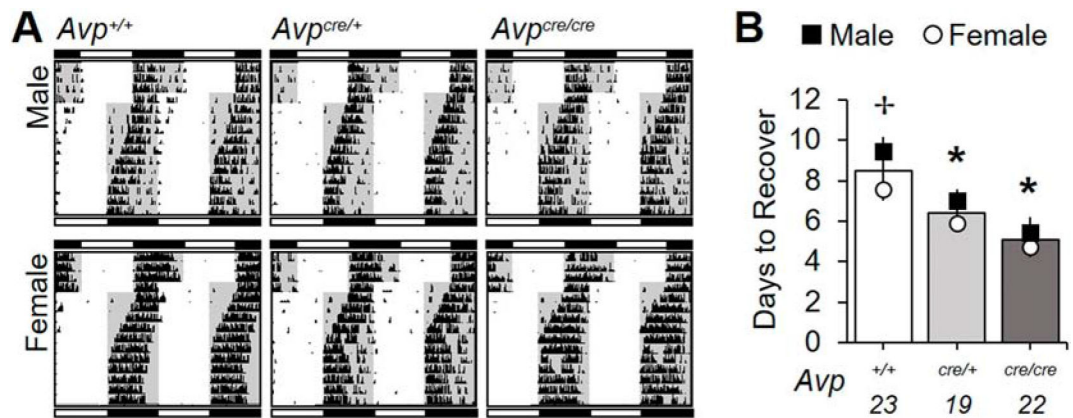 A
Avp+/+
Avpcre/+
Avpcre/cre
Male
Female
B
■ Male ○ Female
Days to Recover
12
10
8
6
4
2
0
†
*
*
Avp
+/+ cre/+ cre/cre
23 19 22